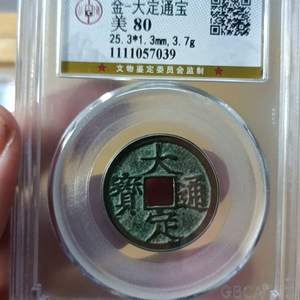 金-大定通宝
美 80
25.3*1.3mm, 3.7g
1111057039
★★★ 文物鉴定委员会监制 ★★★
大定通寶
GBCA